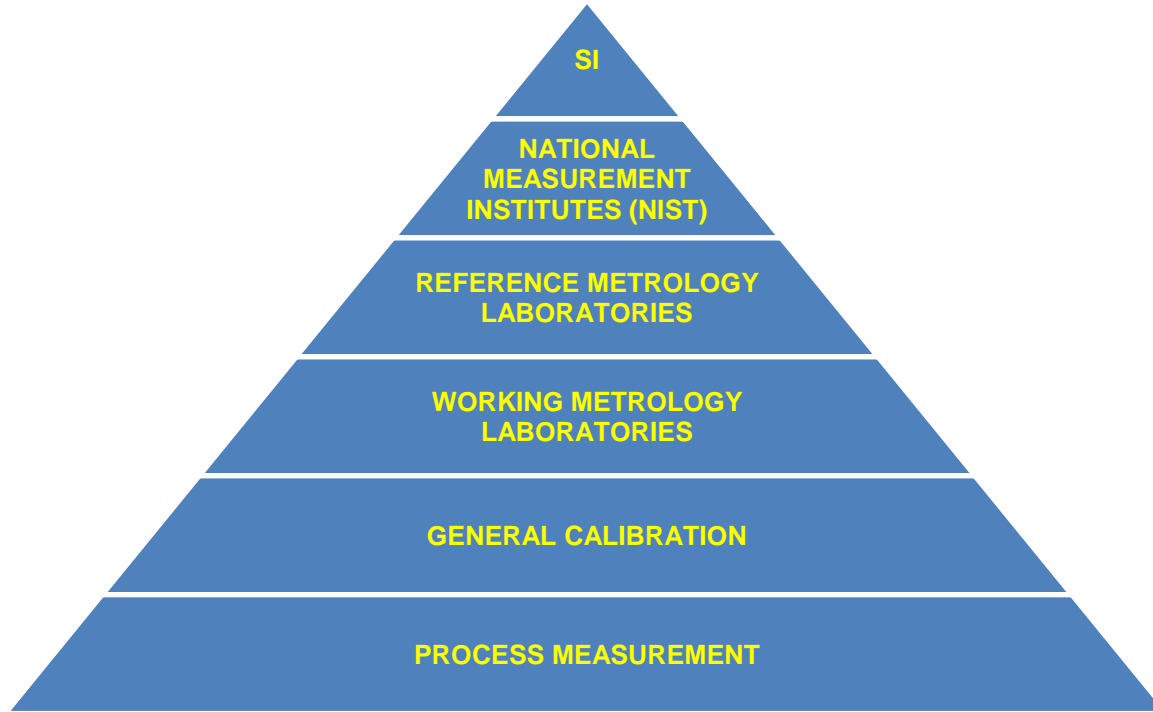 SI
NATIONAL
MEASUREMENT
INSTITUTES (NIST)
REFERENCE METROLOGY
LABORATORIES
WORKING METROLOGY
LABORATORIES
GENERAL CALIBRATION
PROCESS MEASUREMENT